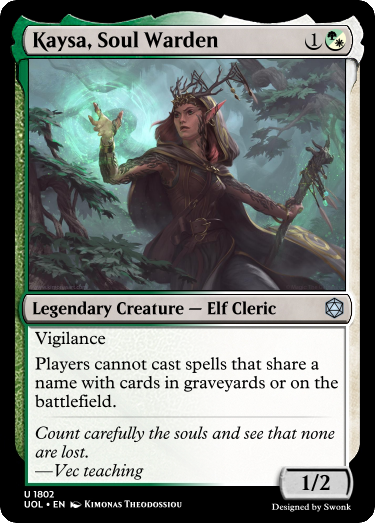 Kaysa, Soul Warden 1
Legendary Creature — Elf Cleric
Vigilance
Players cannot cast spells that share a
name with cards in graveyards or on the
battlefield.
Count carefully the souls and see that none
are lost.
—Vec teaching
1/2
U 1802
UOL • EN KIMONAS THEODOSSIOU
Designed by Swonk